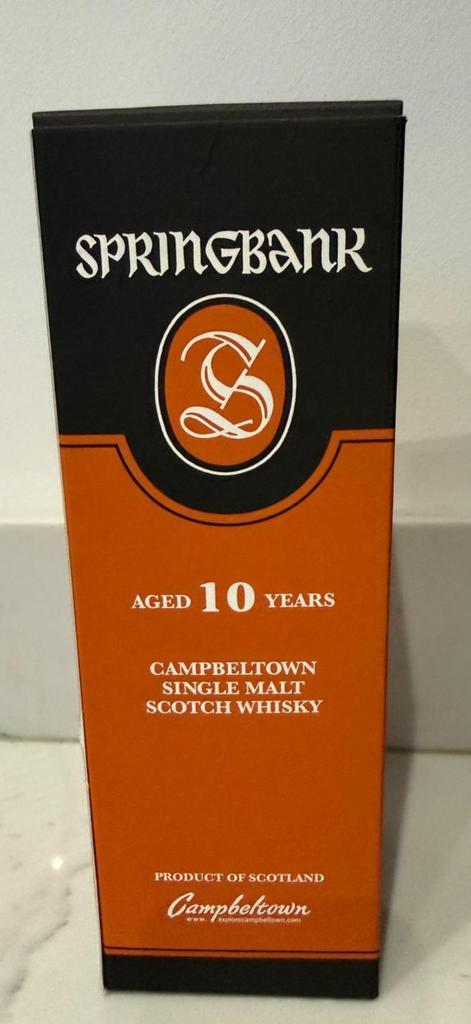 SPRINGBANK
S
AGED 10 YEARS
CAMPBELTOWN
SINGLE MALT
SCOTCH WHISKY
PRODUCT OF SCOTLAND
Campbeltown
www. explorecampbeltown.com